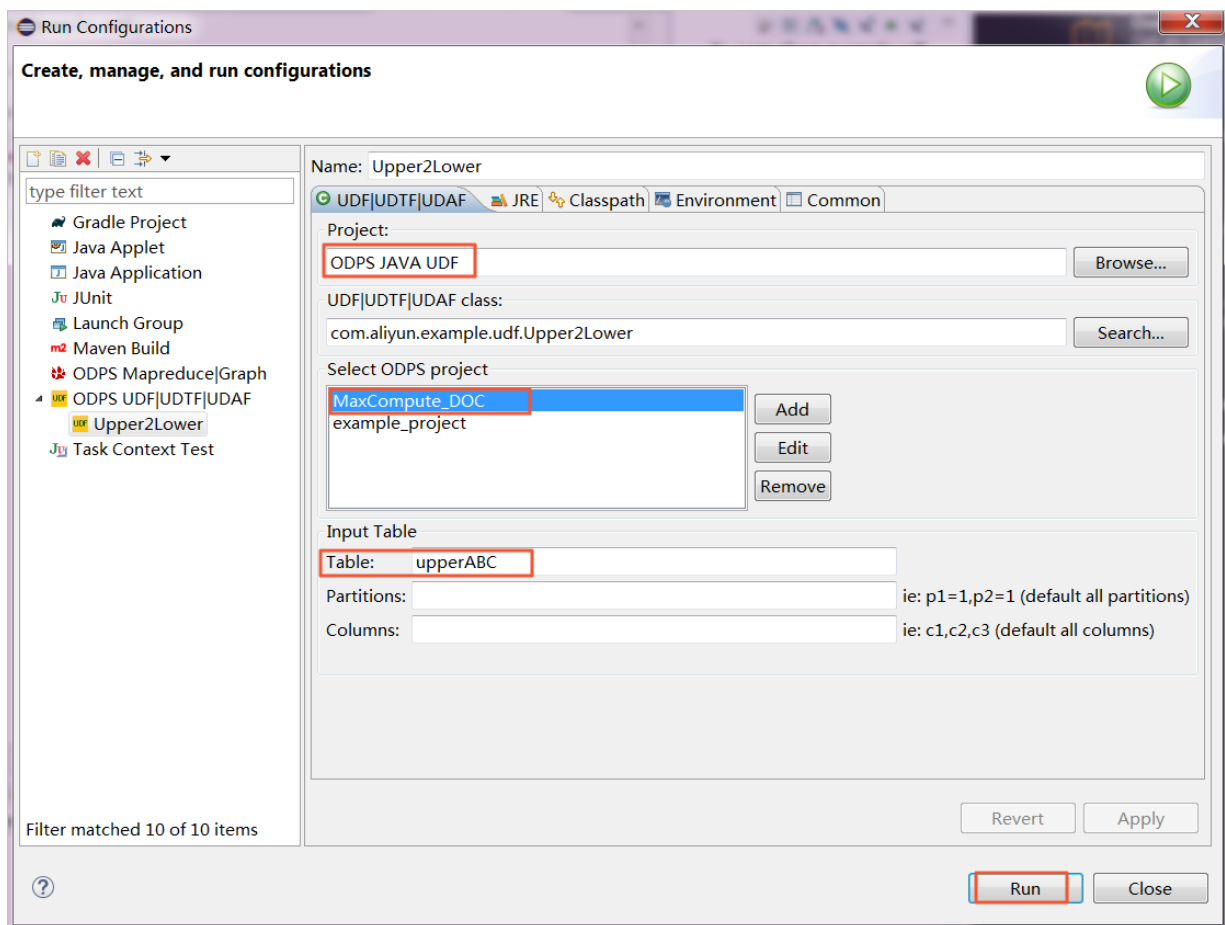 Run Configurations
X
Create, manage, and run configurations
type filter text
Gradle Project
Java Applet
Java Application
JUnit
Launch Group
Maven Build
ODPS Mapreduce|Graph
ODPS UDF|UDTF|UDAF
Upper2Lower
Task Context Test
Filter matched 10 of 10 items
Name: Upper2Lower
UDF|UDTF|UDAF JRE Classpath Environment Common
Project:
ODPS JAVA UDF Browse...
UDF|UDTF|UDAF class:
com.aliyun.example.udf.Upper2Lower Search...
Select ODPS project
MaxCompute_DOC
example_project
Add
Edit
Remove
Input Table
Table: upperABC
Partitions: ie: p1=1,p2=1 (default all partitions)
Columns: ie: c1,c2,c3 (default all columns)
Revert Apply
? Run Close